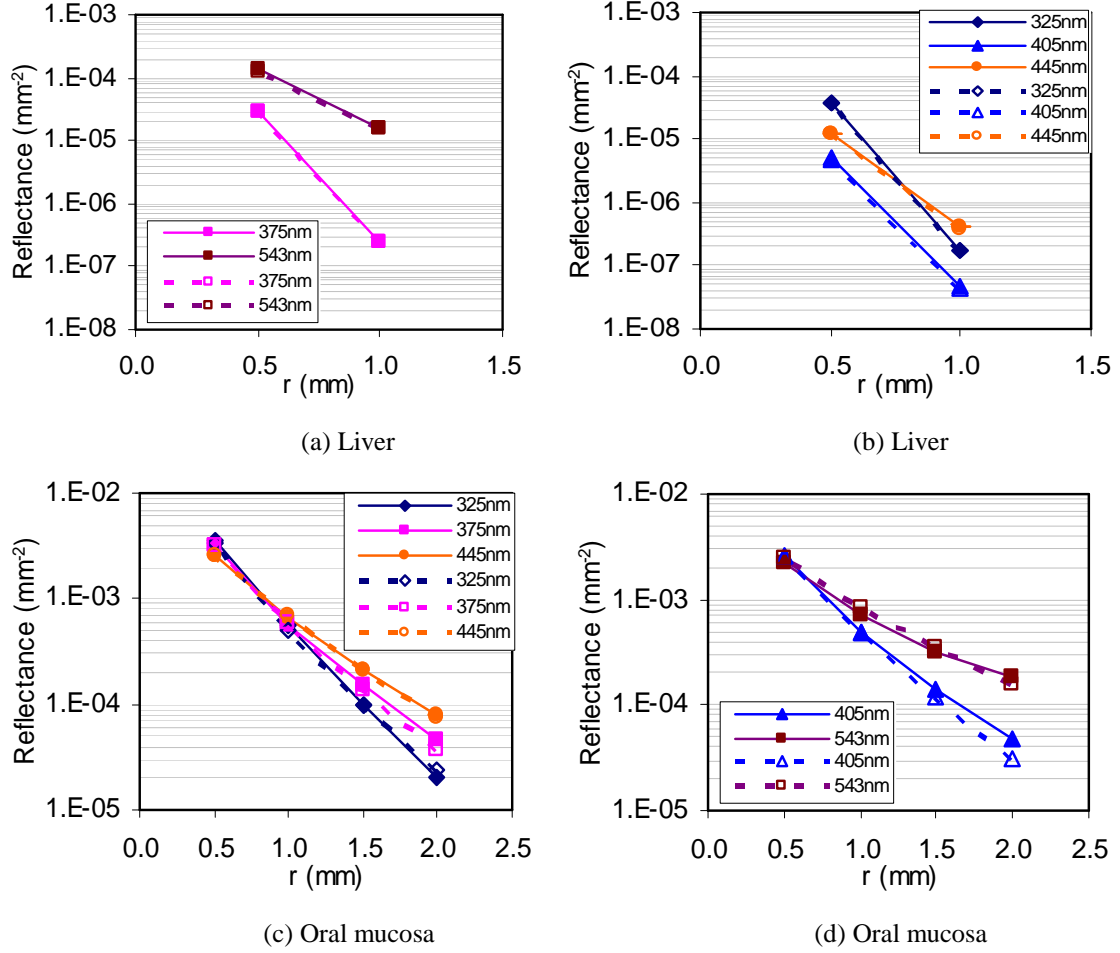 1.E-03
1.E-04
1.E-05
1.E-06
1.E-07
1.E-08
Reflectance (mm-2)
0.0 0.5 1.0 1.5
r (mm)
375nm
543nm
375nm
543nm
(a) Liver
1.E-03
1.E-04
1.E-05
1.E-06
1.E-07
1.E-08
Reflectance (mm-2)
0.0 0.5 1.0 1.5
r (mm)
325nm
405nm
445nm
325nm
405nm
445nm
(b) Liver
1.E-02
1.E-03
1.E-04
1.E-05
Reflectance (mm-2)
0.0 0.5 1.0 1.5 2.0 2.5
r (mm)
325nm
375nm
445nm
325nm
375nm
445nm
(c) Oral mucosa
1.E-02
1.E-03
1.E-04
1.E-05
Reflectance (mm-2)
0.0 0.5 1.0 1.5 2.0 2.5
r (mm)
405nm
543nm
405nm
543nm
(d) Oral mucosa